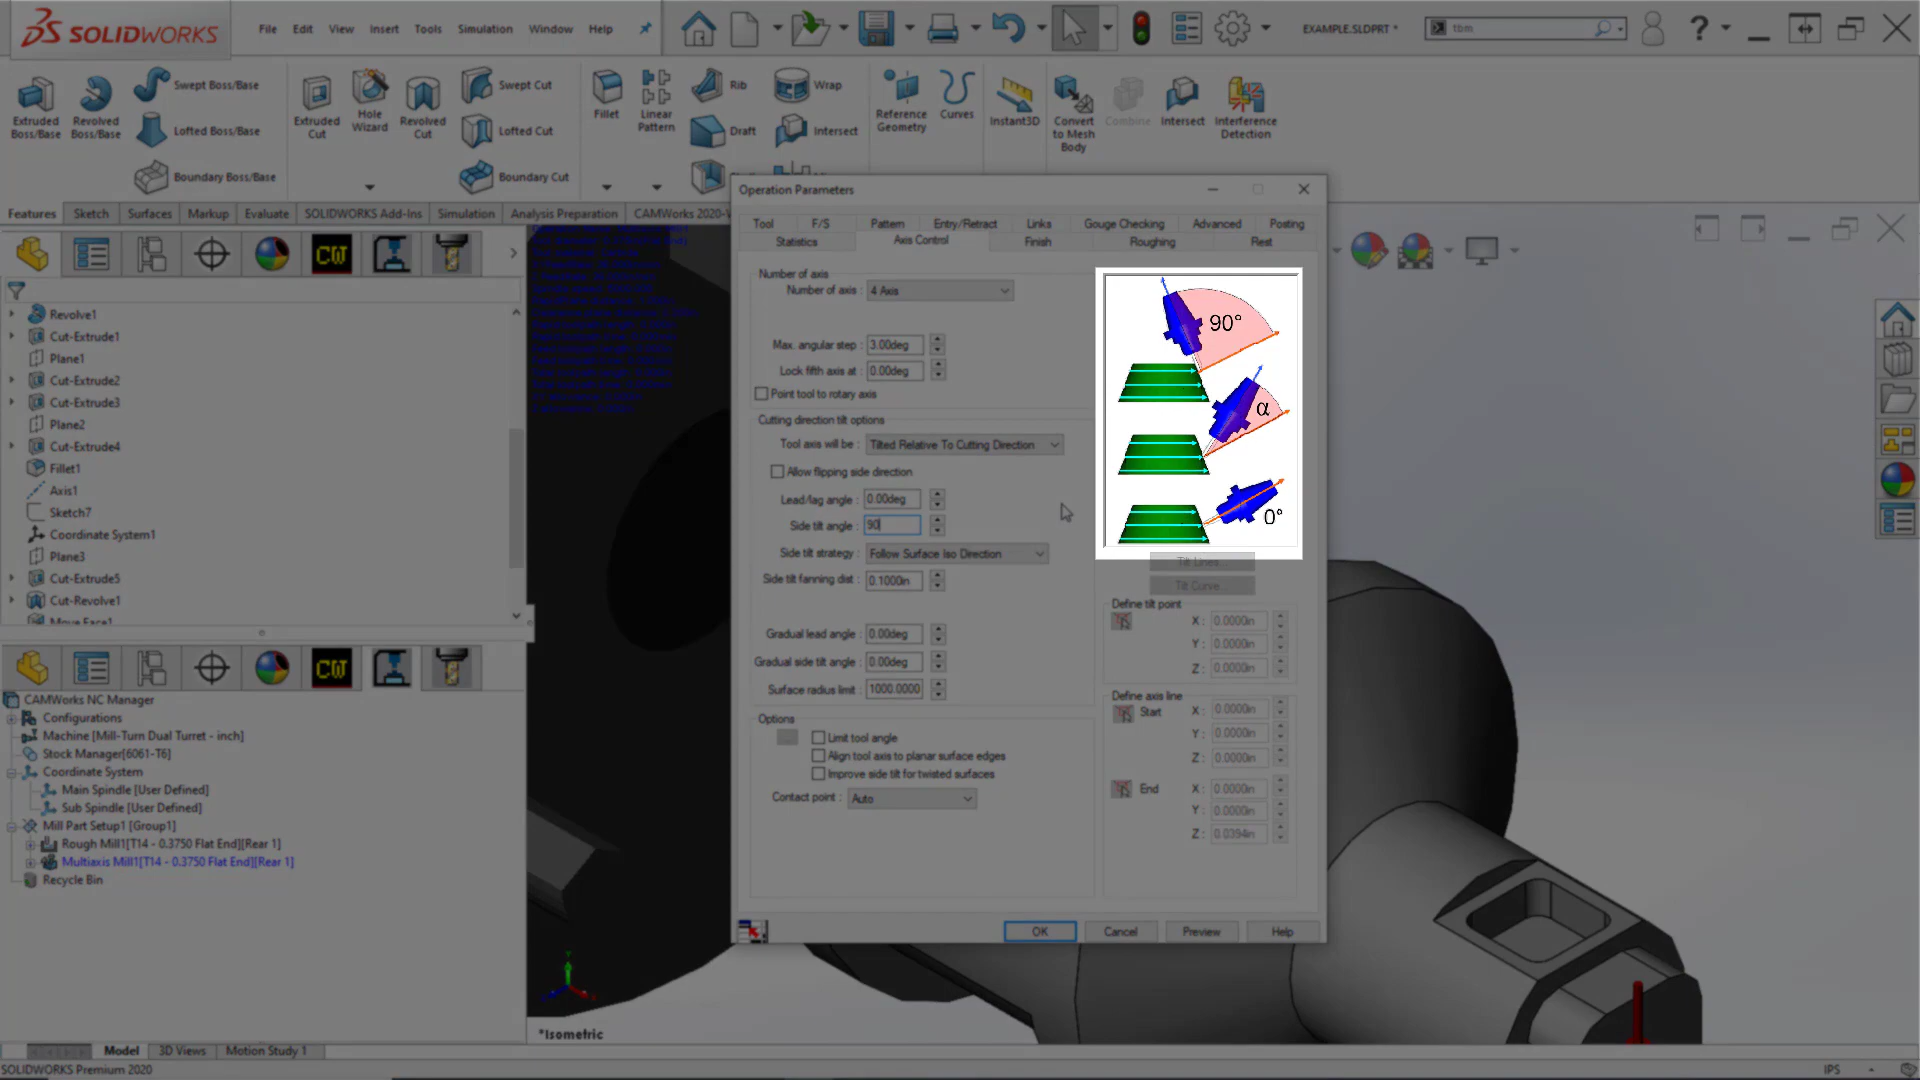 SOLIDWORKS
File Edit View Insert Tools Simulation Window Help
EXAMPLE.SLDPRT *
tbm
Extruded Boss/Base
Revolved Boss/Base
Swept Boss/Base
Lofted Boss/Base
Boundary Boss/Base
Extruded Cut
Hole Wizard
Revolved Cut
Swept Cut
Lofted Cut
Boundary Cut
Fillet
Linear Pattern
Rib
Draft
Wrap
Intersect
Reference Geometry
Curves
Instant3D
Convert to Mesh Body
Combine
Intersect
Interference Detection
Features Sketch Surfaces Markup Evaluate SOLIDWORKS Add-Ins Simulation Analysis Preparation CAMWorks 2020-
CW
Revolve1
Cut-Extrude1
Plane1
Cut-Extrude2
Cut-Extrude3
Plane2
Cut-Extrude4
Fillet1
Axis1
Sketch7
Coordinate System1
Plane3
Cut-Extrude5
Cut-Revolve1
Move Face1
CW
CAMWorks NC Manager
Configurations
Machine [Mill-Turn Dual Turret - inch]
Stock Manager[6061-T6]
Coordinate System
Main Spindle [User Defined]
Sub Spindle [User Defined]
Mill Part Setup1 [Group1]
Rough Mill1[T14 - 0.3750 Flat End][Rear 1]
Multiaxis Mill1[T14 - 0.3750 Flat End][Rear 1]
Recycle Bin
Operation Parameters
Tool F/S Pattern Entry/Retract Links Gouge Checking Advanced Posting
Statistics Axis Control Finish Roughing Rest
Number of axis
Number of axis : 4 Axis
Max. angular step : 3.00deg
Lock fifth axis at : 0.00deg
Point tool to rotary axis
Cutting direction tilt options
Tool axis will be : Tilted Relative To Cutting Direction
Allow flipping side direction
Lead/lag angle : 0.00deg
Side tilt angle : 90
Side tilt strategy : Follow Surface Iso Direction
Side tilt fanning dist : 0.1000in
Gradual lead angle : 0.00deg
Gradual side tilt angle : 0.00deg
Surface radius limit : 1000.0000
Options
... Limit tool angle
Align tool axis to planar surface edges
Improve side tilt for twisted surfaces
Contact point : Auto
90°
α
0°
Tilt Lines...
Tilt Curve...
Define tilt point
X : 0.0000in
Y : 0.0000in
Z : 0.0000in
Define axis line
Start X : 0.0000in
Y : 0.0000in
Z : 0.0000in
End X : 0.0000in
Y : 0.0000in
Z : 0.0394in
OK Cancel Preview Help
*Isometric
Model 3D Views Motion Study 1
SOLIDWORKS Premium 2020
IPS